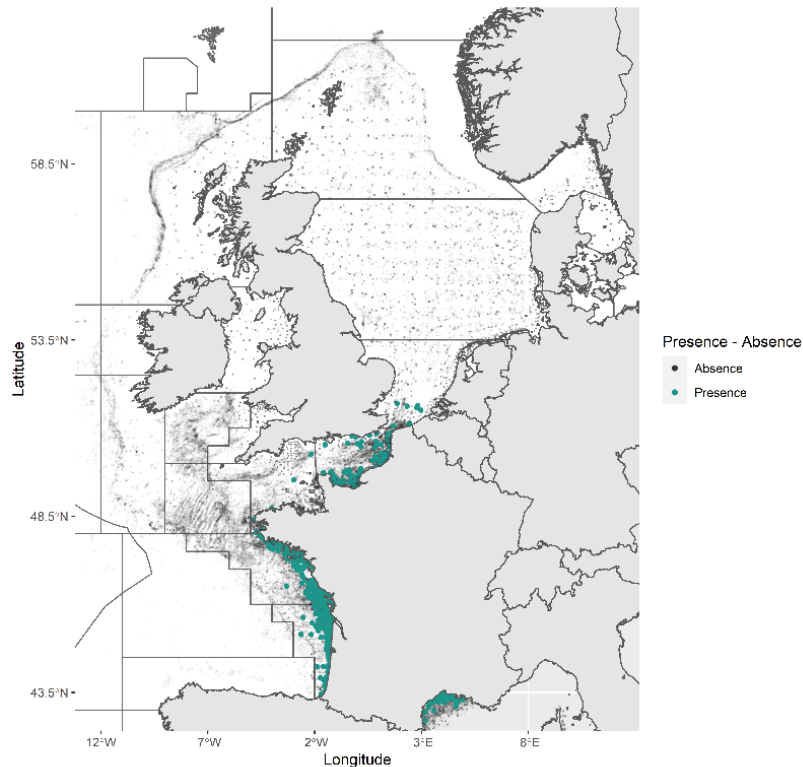 58.5°N
53.5°N
48.5°N
43.5°N
Latitude
12°W
7°W
2°W
3°E
8°E
Longitude
Presence - Absence
Absence
Presence